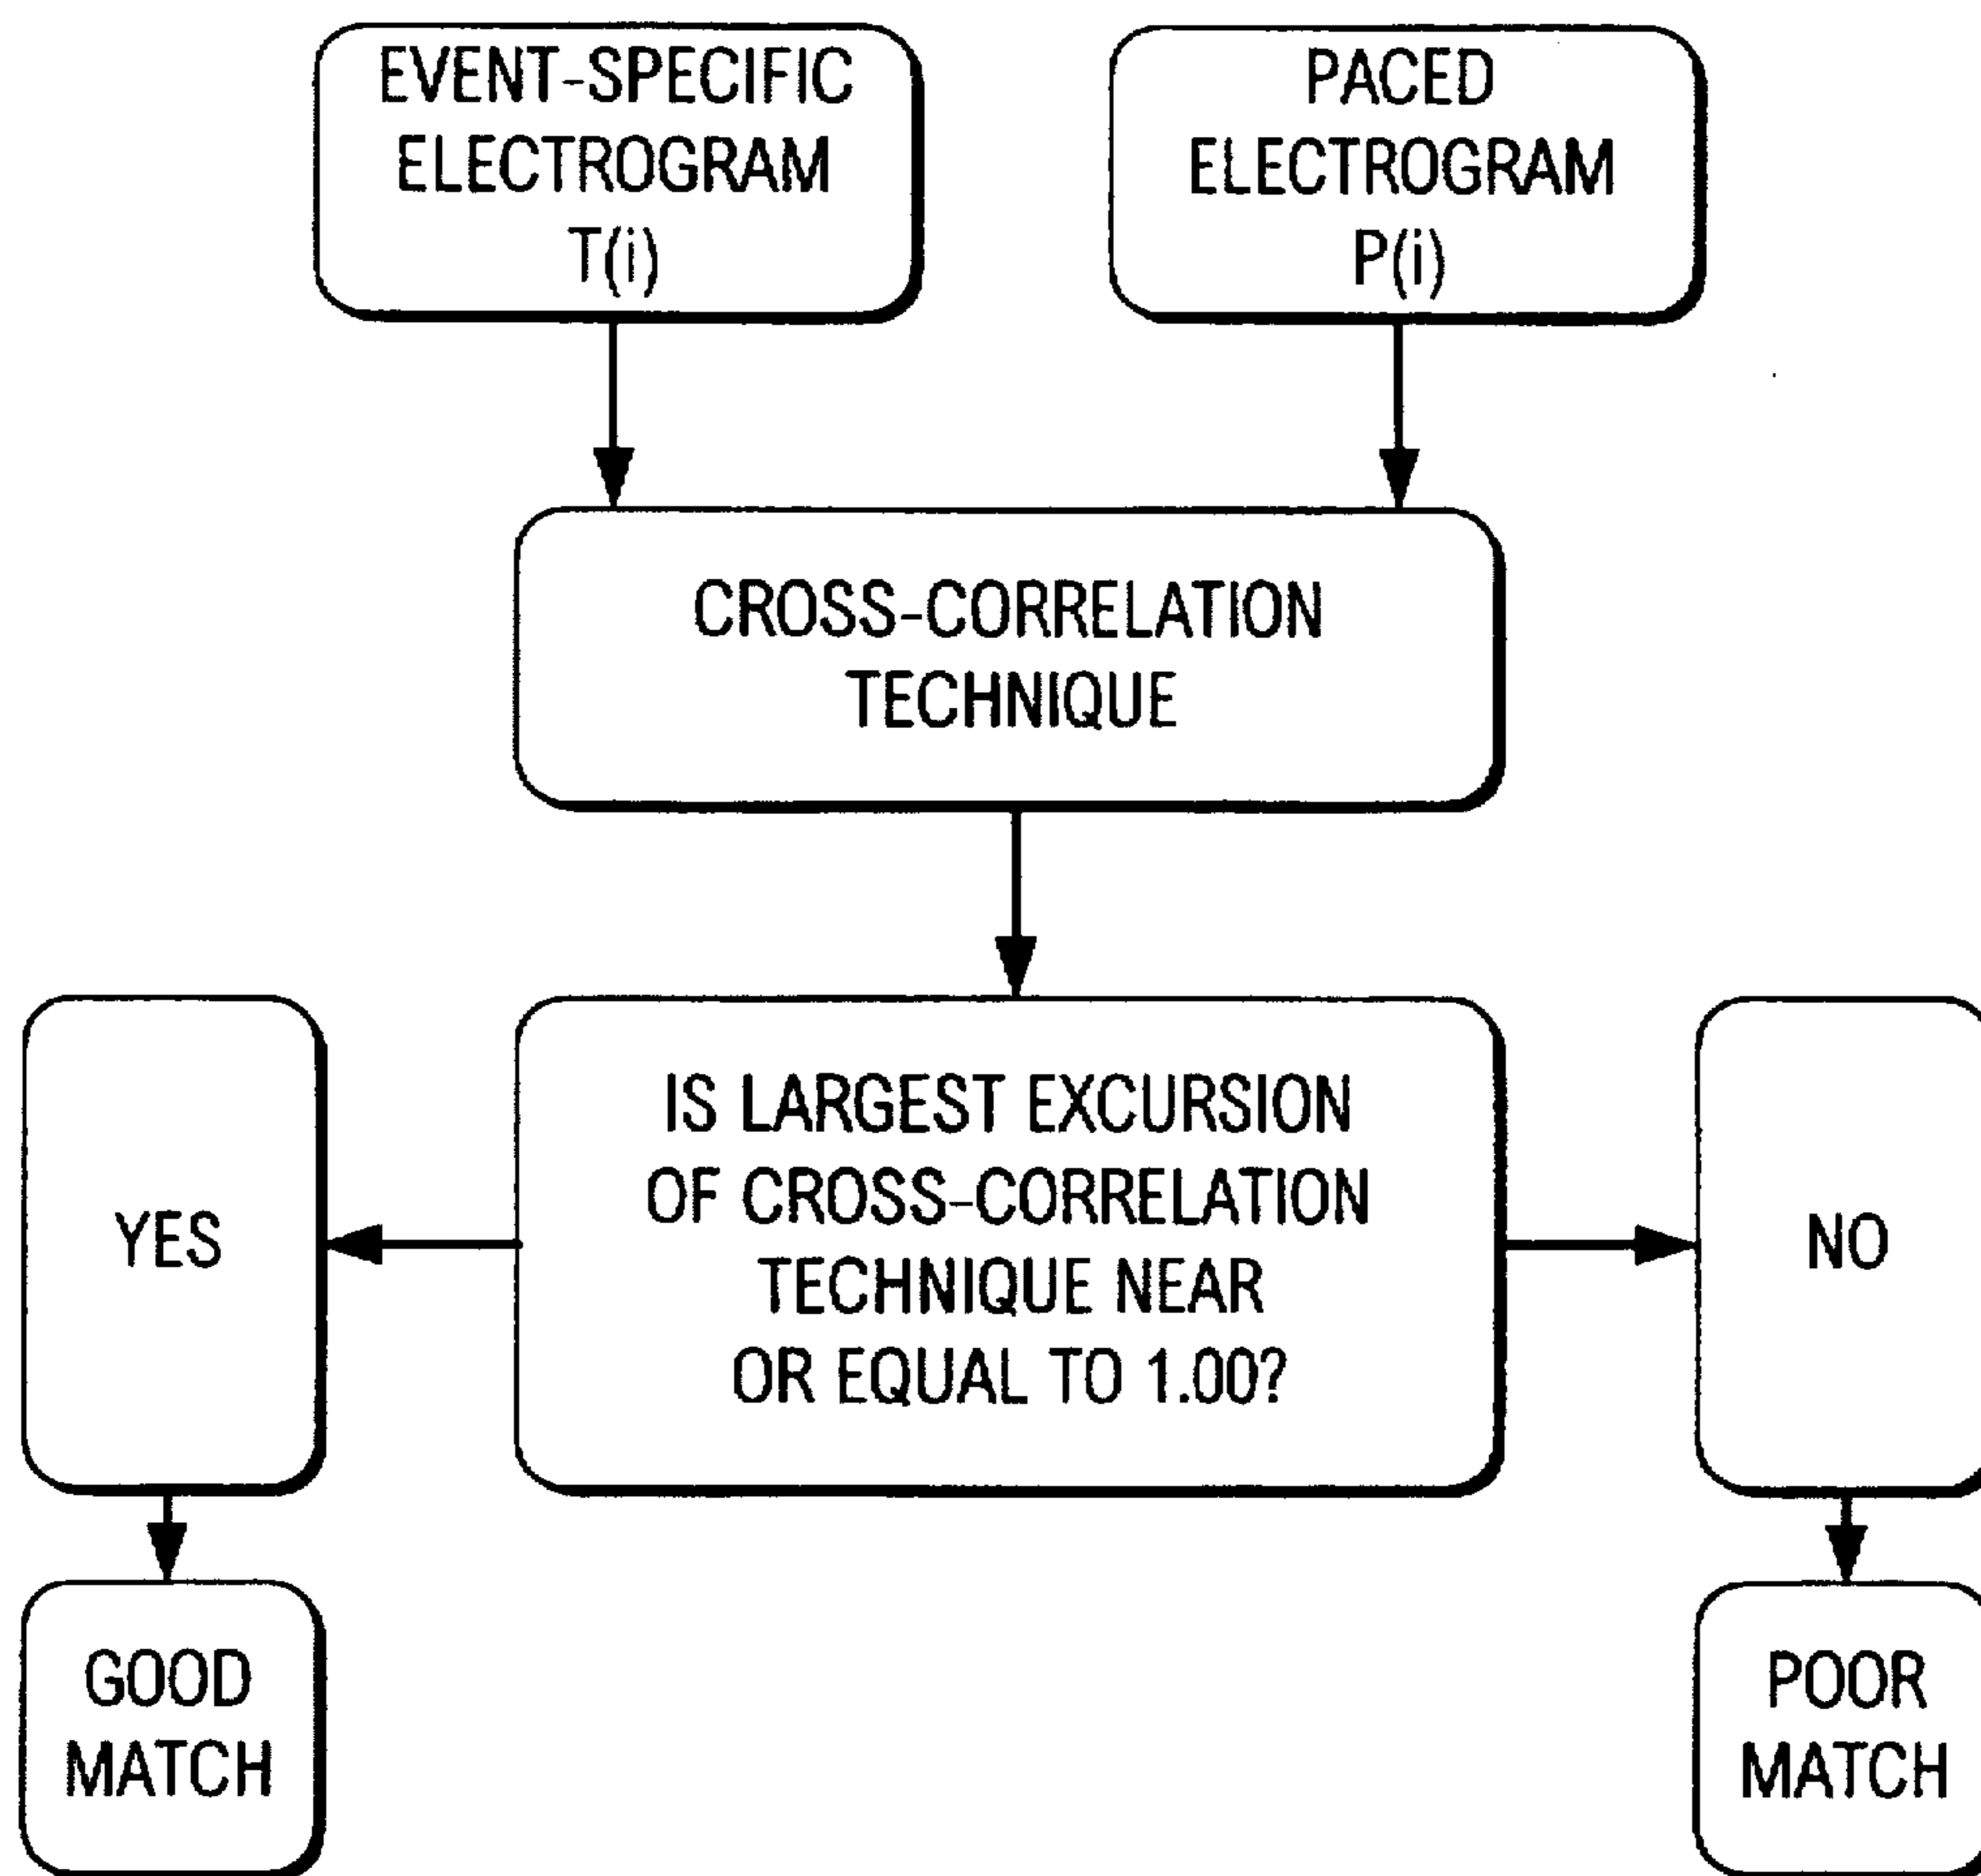 EVENT-SPECIFIC
ELECTROGRAM
T(i)
PACED
ELECTROGRAM
P(i)
CROSS-CORRELATION
TECHNIQUE
IS LARGEST EXCURSION
OF CROSS-CORRELATION
TECHNIQUE NEAR
OR EQUAL TO 1.00?
YES
NO
GOOD
MATCH
POOR
MATCH